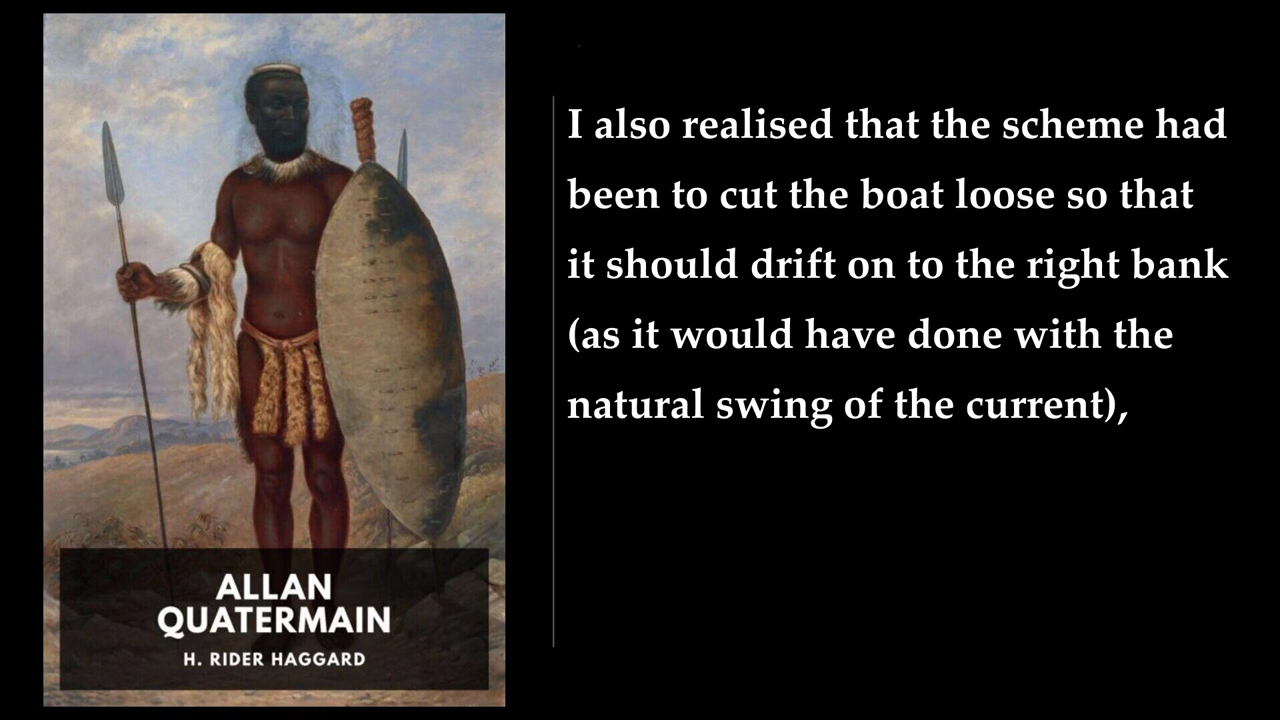 ALLAN
QUATERMAIN
H. RIDER HAGGARD
I also realised that the scheme had
been to cut the boat loose so that
it should drift on to the right bank
(as it would have done with the
natural swing of the current),